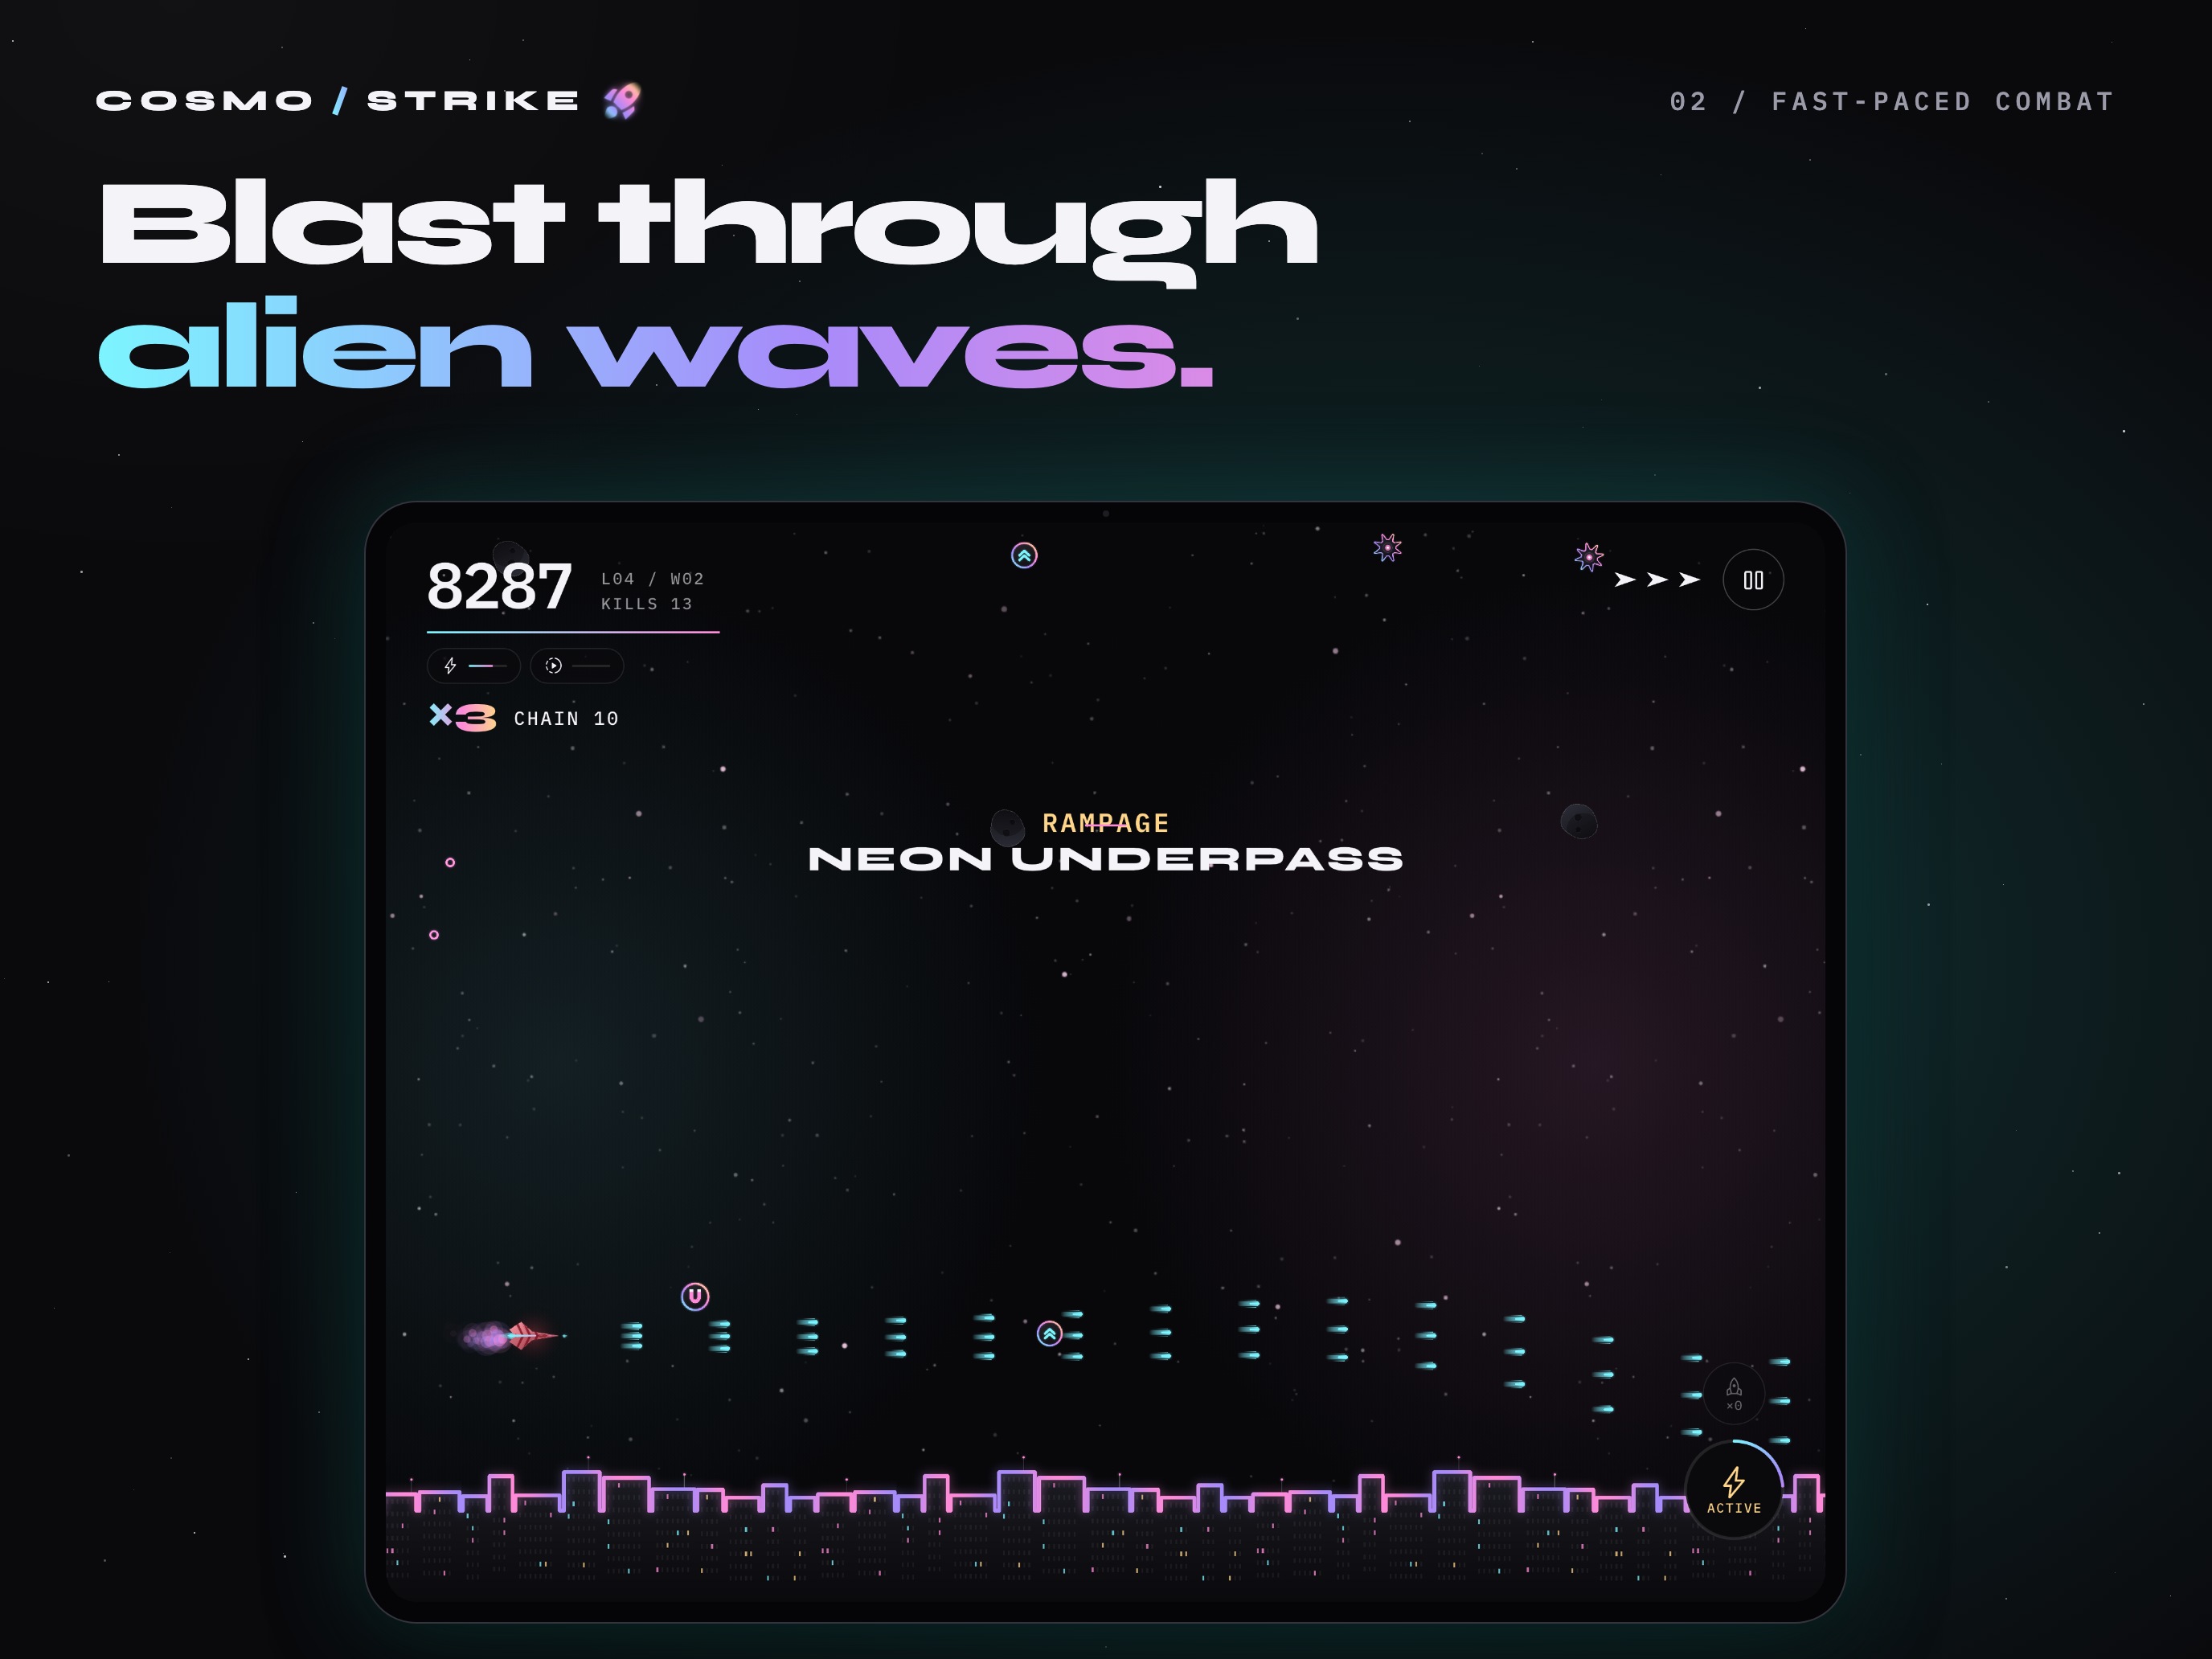 COSMO / STRIKE
02 / FAST-PACED COMBAT
Blast through
alien waves.
8287
L04 / W02
KILLS 13
×3 CHAIN 10
RAMPAGE
NEON UNDERPASS
×0
ACTIVE